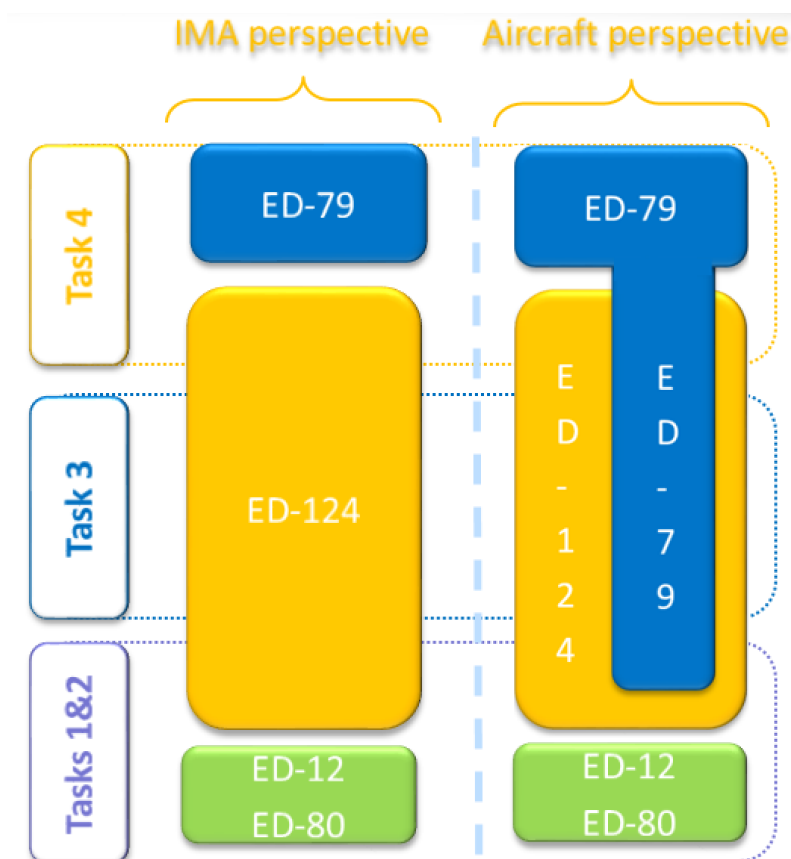 IMA perspective
Aircraft perspective
Task 4
ED-79
ED-79
Task 3
ED-124
E
D
-
1
2
4
E
D
-
7
9
Tasks 1&2
ED-12
ED-80
ED-12
ED-80